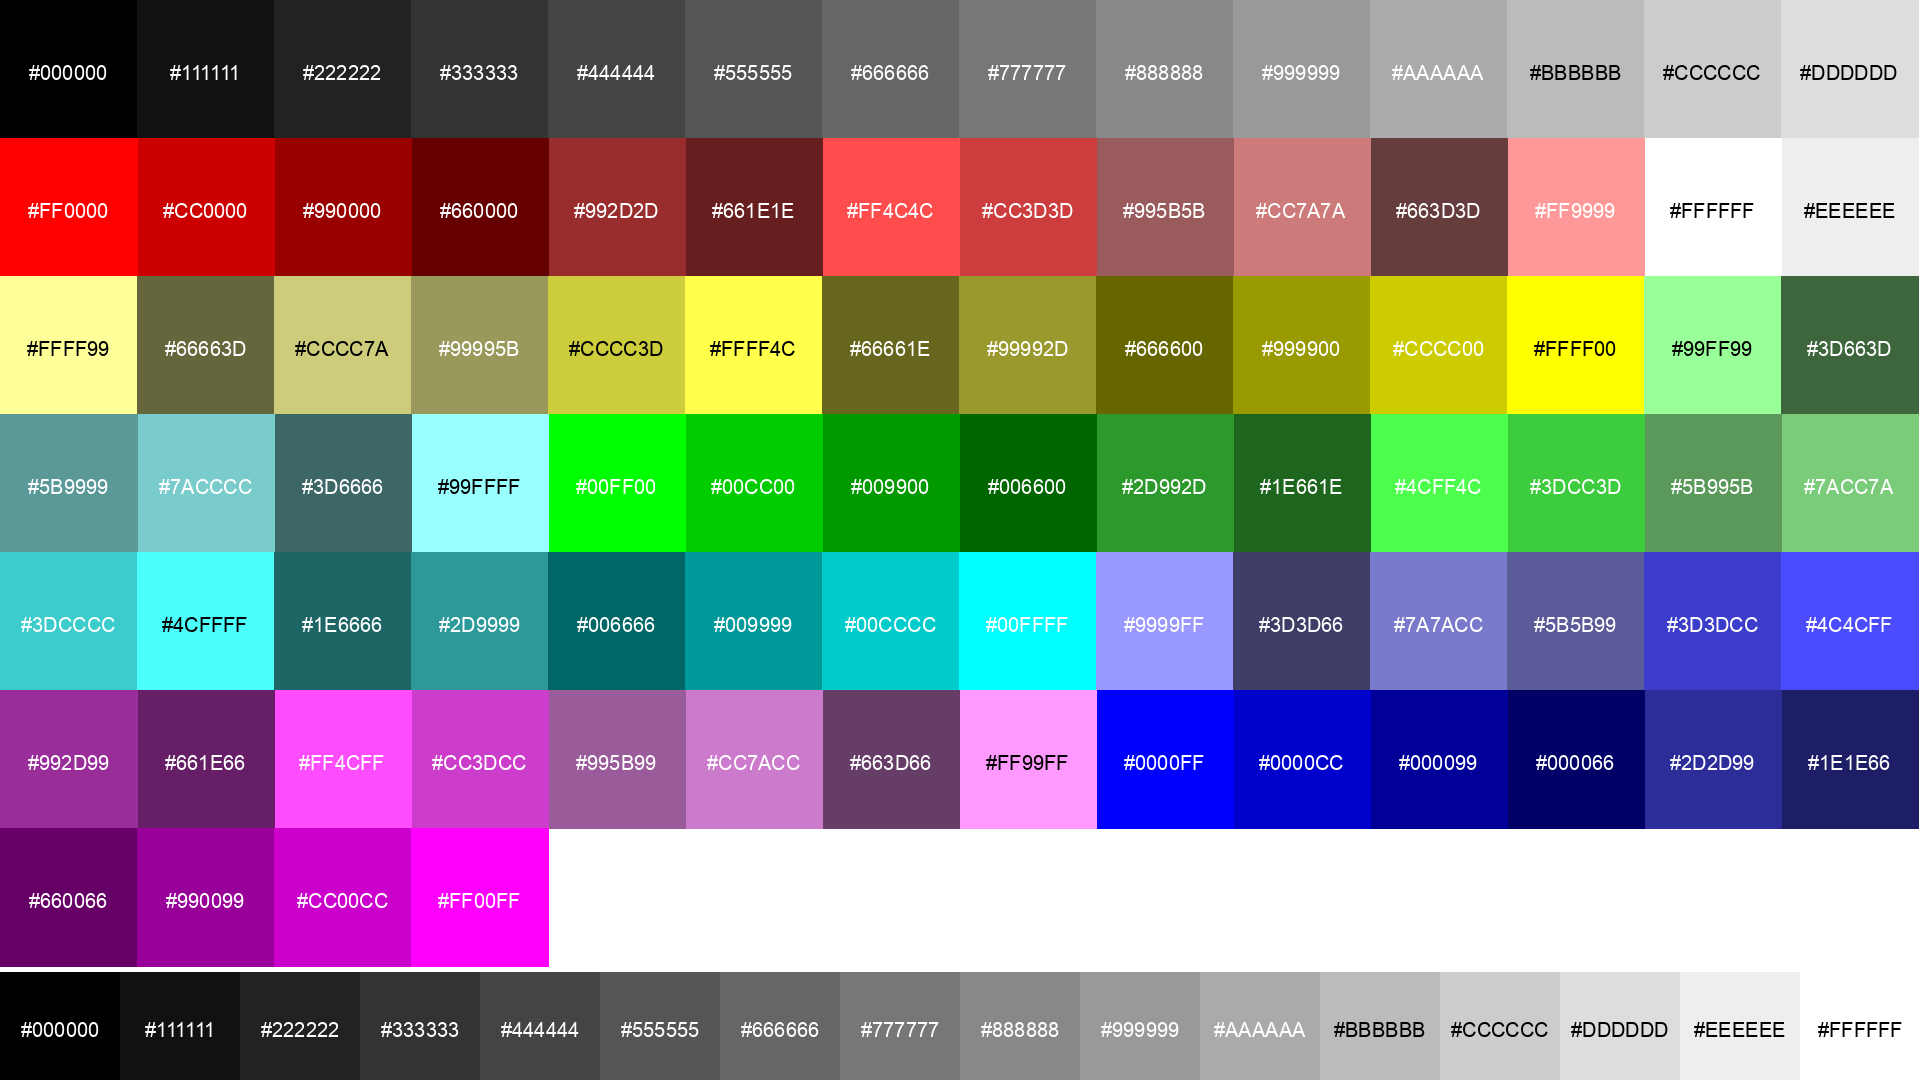 #000000 #111111 #222222 #333333 #444444 #555555 #666666 #777777 #888888 #999999 #AAAAAA #BBBBBB #CCCCCC #DDDDDD
#FF0000 #CC0000 #990000 #660000 #992D2D #661E1E #FF4C4C #CC3D3D #995B5B #CC7A7A #663D3D #FF9999 #FFFFFF #EEEEEE
#FFFF99 #66663D #CCCC7A #99995B #CCCC3D #FFFF4C #66661E #99992D #666600 #999900 #CCCC00 #FFFF00 #99FF99 #3D663D
#5B9999 #7ACCCC #3D6666 #99FFFF #00FF00 #00CC00 #009900 #006600 #2D992D #1E661E #4CFF4C #3DCC3D #5B995B #7ACC7A
#3DCCCC #4CFFFF #1E6666 #2D9999 #006666 #009999 #00CCCC #00FFFF #9999FF #3D3D66 #7A7ACC #5B5B99 #3D3DCC #4C4CFF
#992D99 #661E66 #FF4CFF #CC3DCC #995B99 #CC7ACC #663D66 #FF99FF #0000FF #0000CC #000099 #000066 #2D2D99 #1E1E66
#660066 #990099 #CC00CC #FF00FF
#000000 #111111 #222222 #333333 #444444 #555555 #666666 #777777 #888888 #999999 #AAAAAA #BBBBBB #CCCCCC #DDDDDD #EEEEEE #FFFFFF